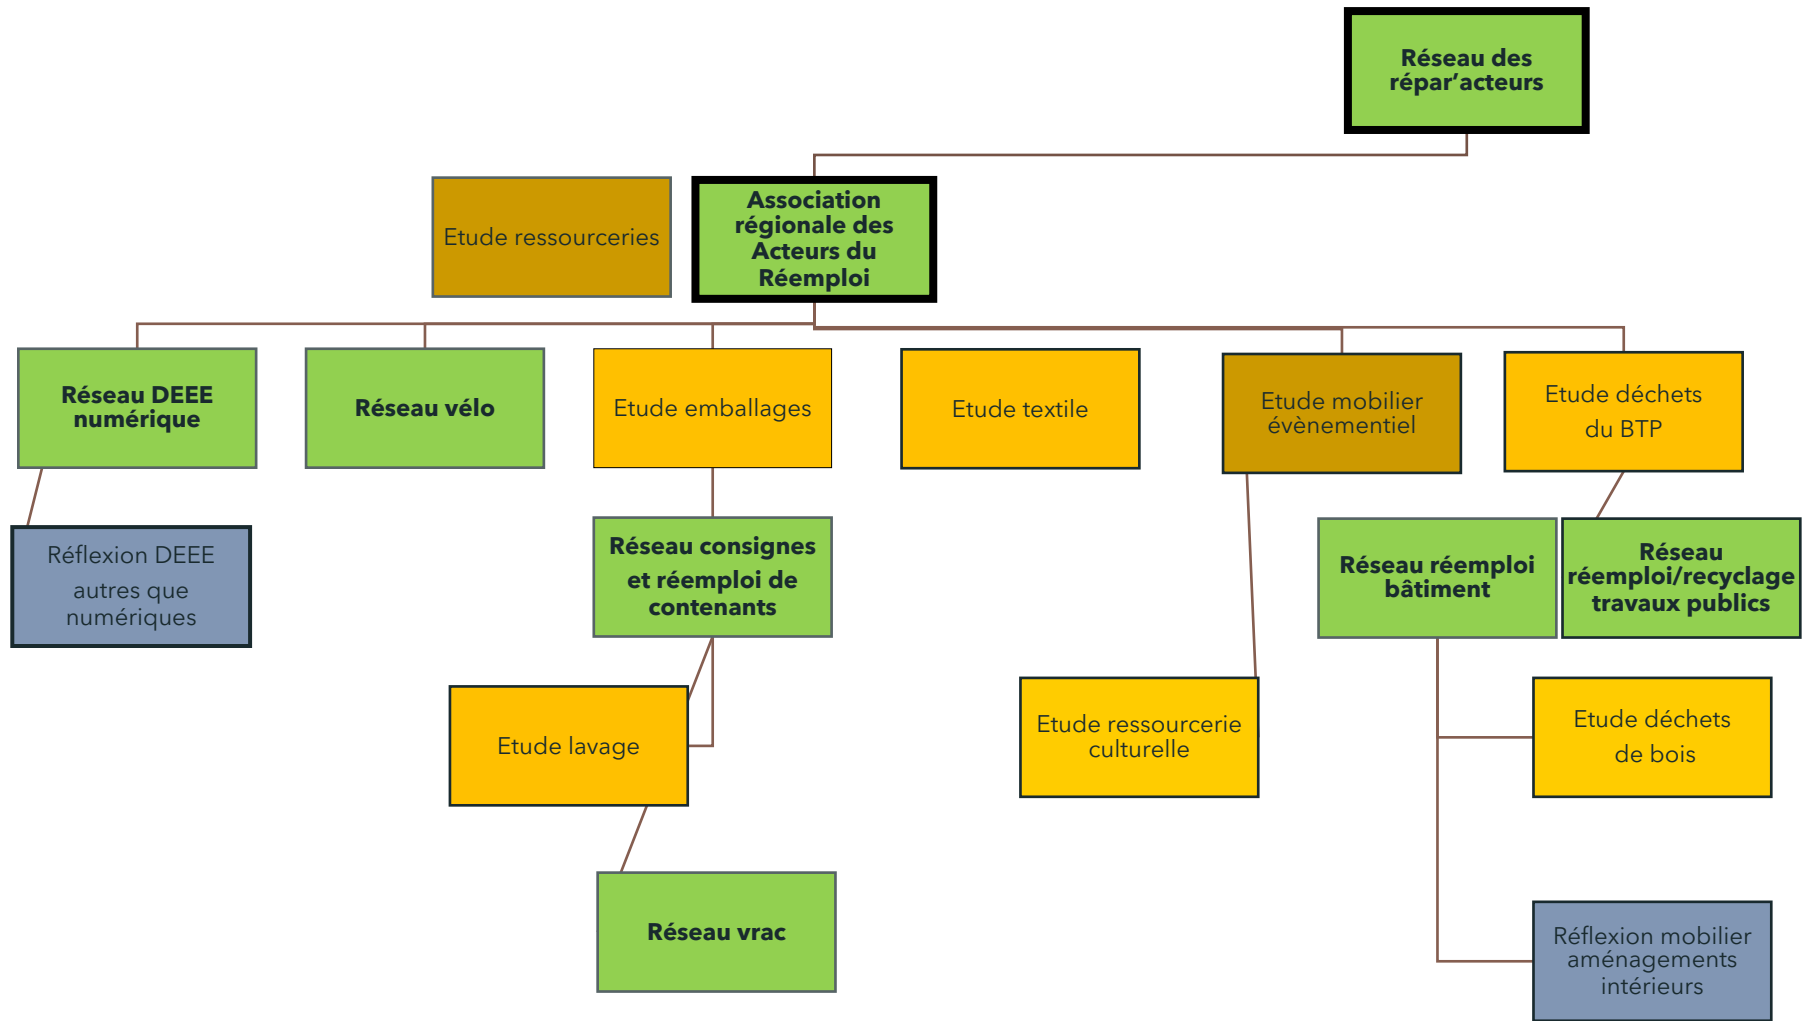 Réseau des
répar’acteurs
Etude ressourceries
Association
régionale des
Acteurs du
Réemploi
Réseau DEEE
numérique
Réseau vélo
Etude emballages
Etude textile
Etude mobilier
évènementiel
Etude déchets
du BTP
Réflexion DEEE
autres que
numériques
Réseau consignes
et réemploi de
contenants
Réseau réemploi
bâtiment
Réseau
réemploi/recyclage
travaux publics
Etude lavage
Etude ressourcerie
culturelle
Etude déchets
de bois
Réseau vrac
Réflexion mobilier
aménagements
intérieurs